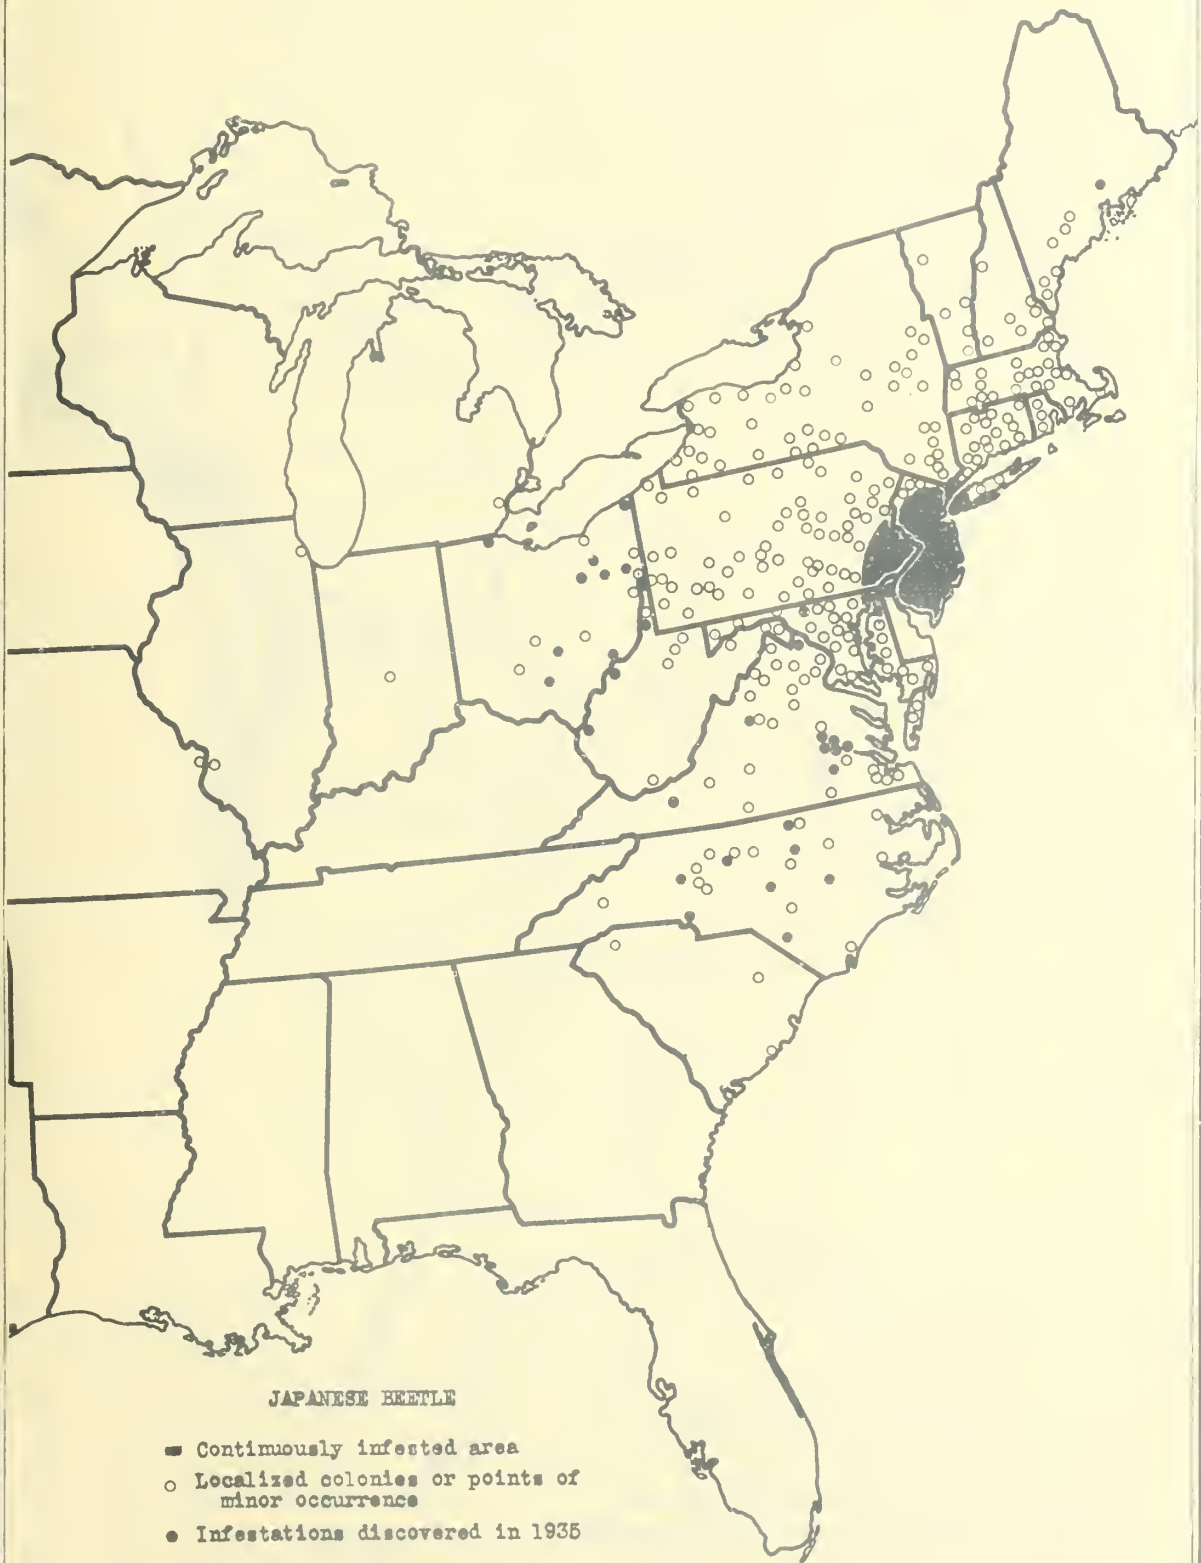 JAPANESE BEETLE
Continuously infested area
Localized colonies or points of
minor occurrence
Infestations discovered in 1935